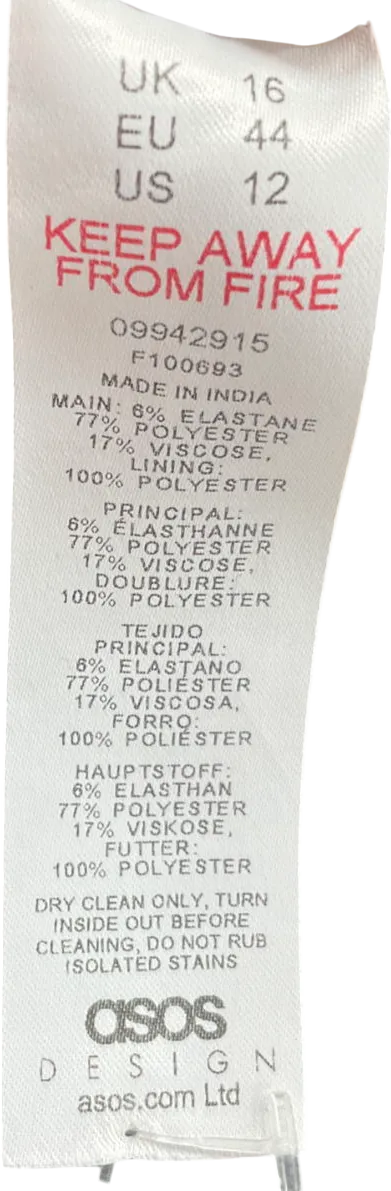 UK 16
EU 44
US 12
KEEP AWAY
FROM FIRE
09942915
F100693
MADE IN INDIA
MAIN: 6% ELASTANE
77% POLYESTER
17% VISCOSE,
LINING:
100% POLYESTER
PRINCIPAL:
6% ÉLASTHANNE
77% POLYESTER
17% VISCOSE,
DOUBLURE:
100% POLYESTER
TEJIDO
PRINCIPAL:
6% ELASTANO
77% POLIÉSTER
17% VISCOSA,
FORRO:
100% POLIÉSTER
HAUPTSTOFF:
6% ELASTHAN
77% POLYESTER
17% VISKOSE,
FUTTER:
100% POLYESTER
DRY CLEAN ONLY, TURN
INSIDE OUT BEFORE
CLEANING, DO NOT RUB
ISOLATED STAINS
asos
DESIGN
asos.com Ltd